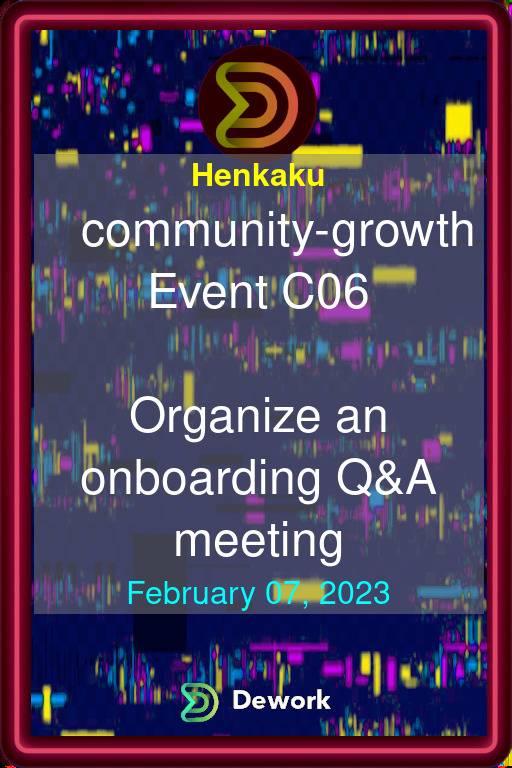 Henkaku
community-growth
Event C06
Organize an
onboarding Q&A
meeting
February 07, 2023
Dework